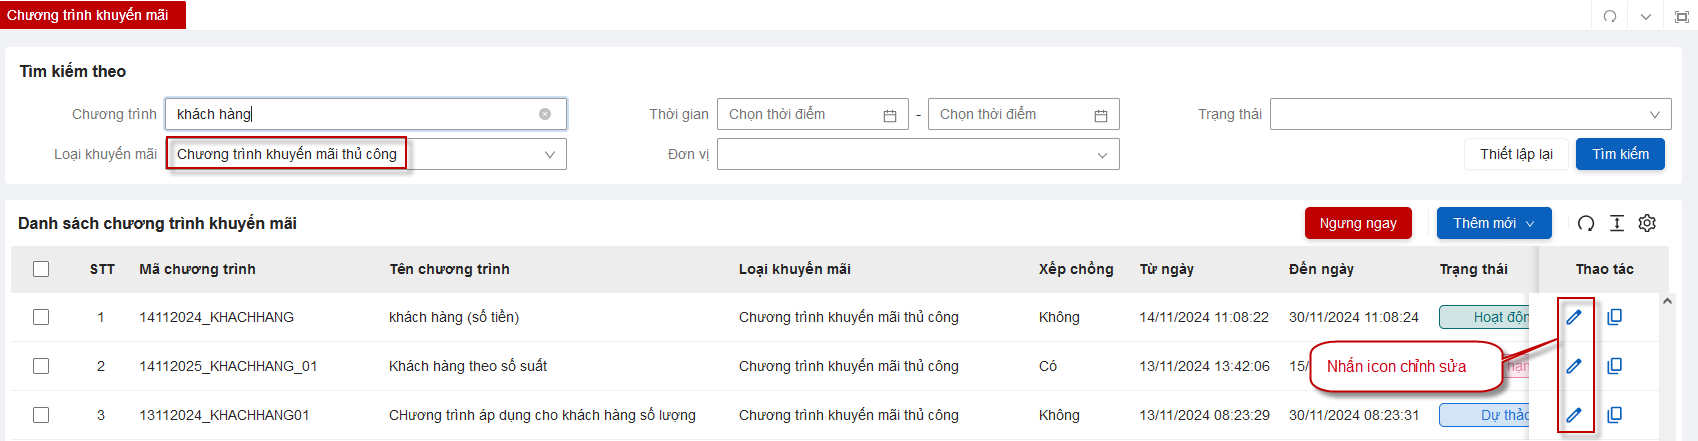 Chương trình khuyến mãi
Tìm kiếm theo
Chương trình khách hàng Thời gian Chọn thời điểm - Chọn thời điểm Trạng thái
Loại khuyến mãi Chương trình khuyến mãi thủ công Đơn vị Thiết lập lại Tìm kiếm
Danh sách chương trình khuyến mãi Ngưng ngay Thêm mới
STT Mã chương trình Tên chương trình Loại khuyến mãi Xếp chồng Từ ngày Đến ngày Trạng thái Thao tác
1 14112024_KHACHHANG khách hàng (số tiền) Chương trình khuyến mãi thủ công Không 14/11/2024 11:08:22 30/11/2024 11:08:24 Hoạt độn
2 14112025_KHACHHANG_01 Khách hàng theo số suất Chương trình khuyến mãi thủ công Có 13/11/2024 13:42:06 15/ Nhấn icon chỉnh sửa
3 13112024_KHACHHANG01 CHương trình áp dụng cho khách hàng số lượng Chương trình khuyến mãi thủ công Không 13/11/2024 08:23:29 30/11/2024 08:23:31 Dự thảo